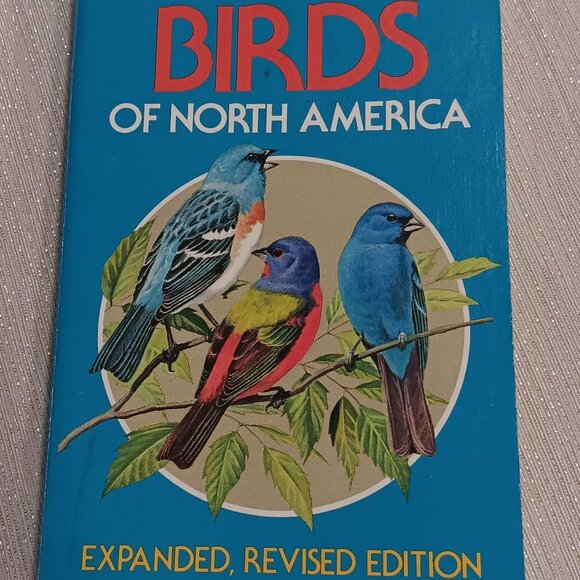 BIRDS
OF NORTH AMERICA
EXPANDED, REVISED EDITION